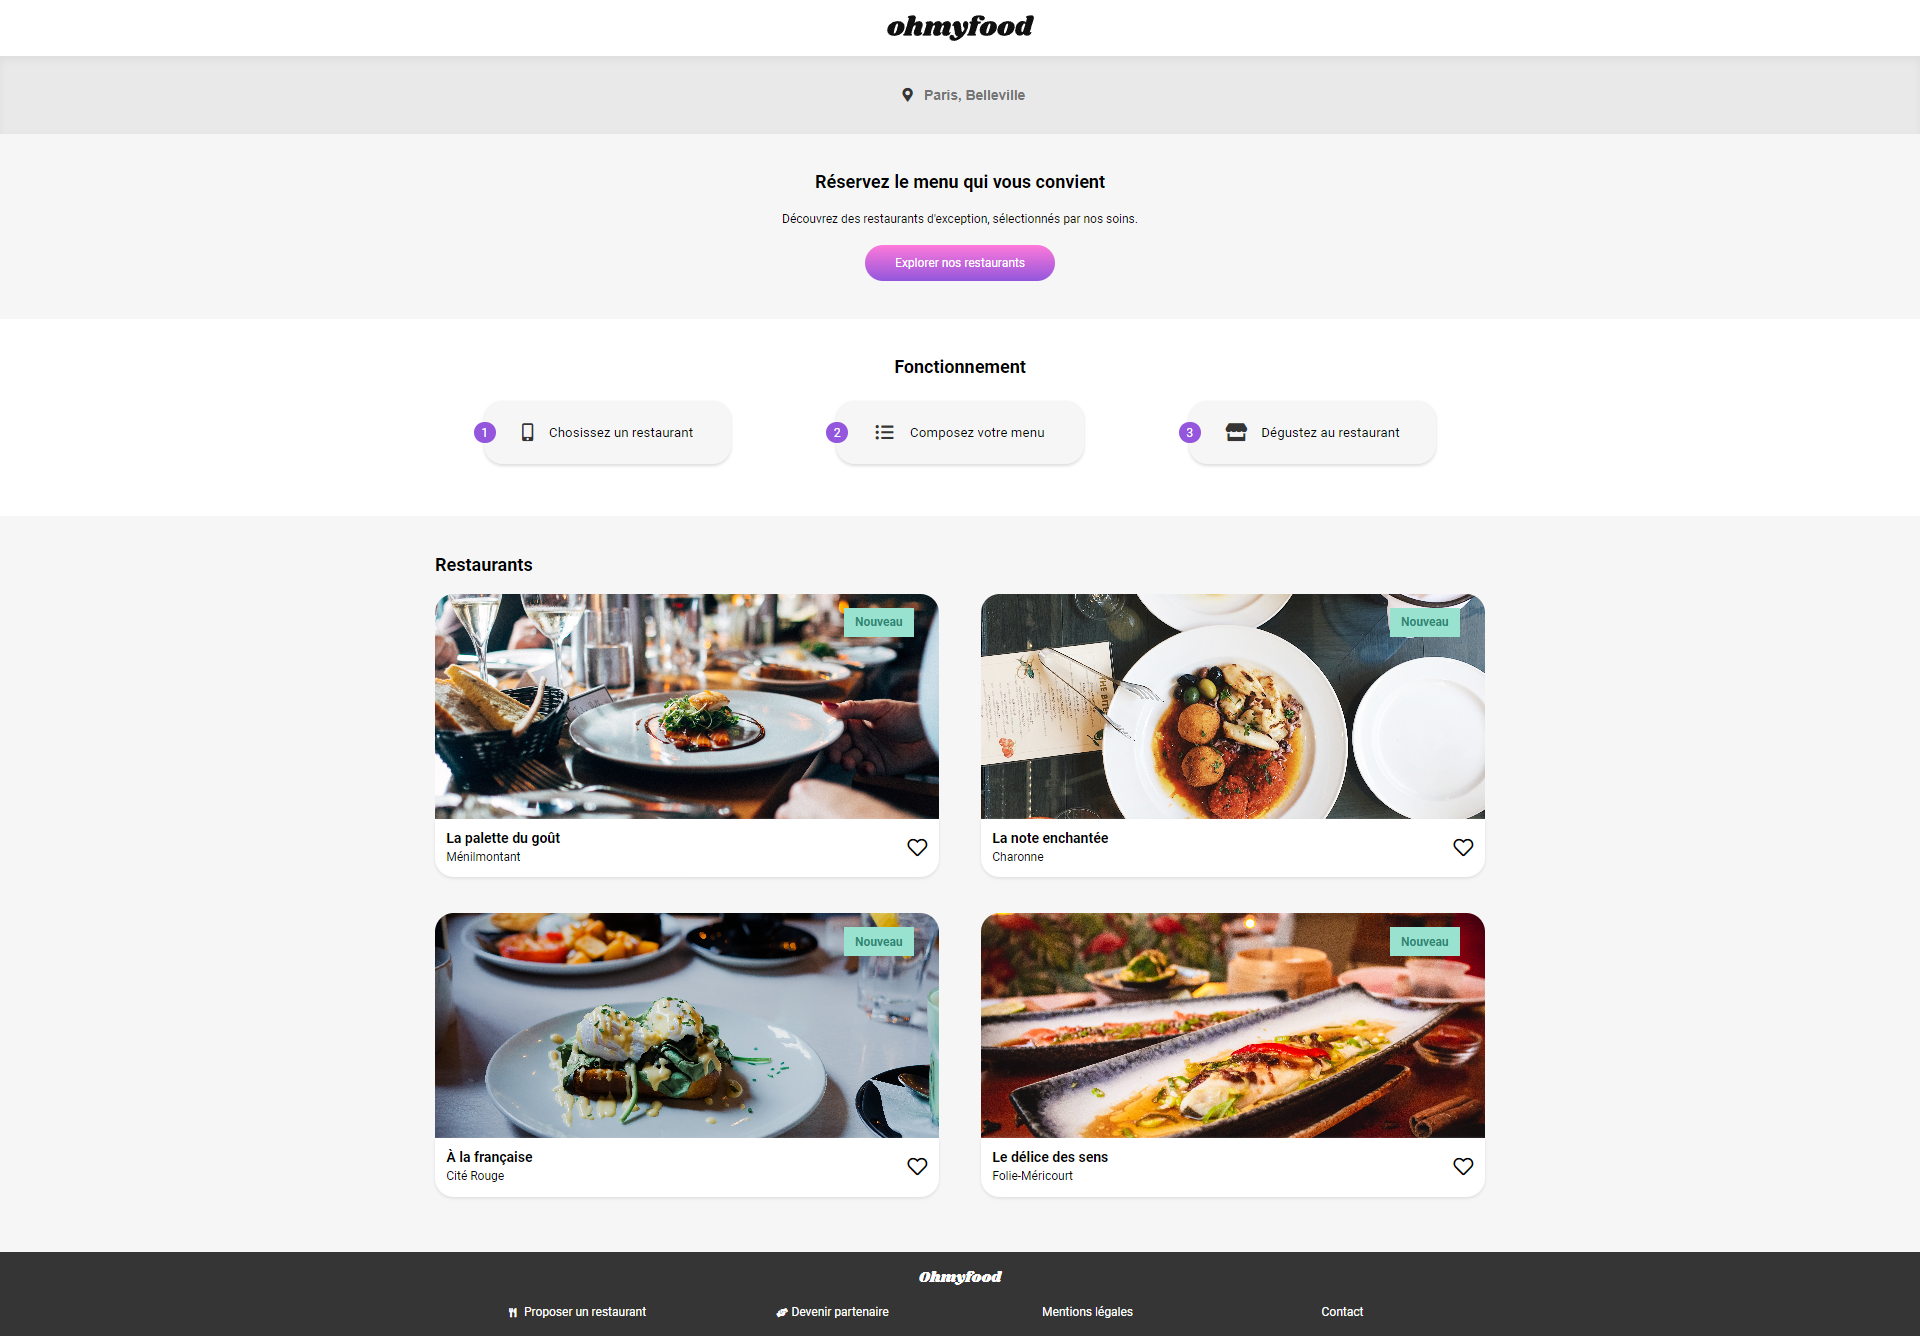 ohmyfood
Paris, Belleville
Réservez le menu qui vous convient
Découvrez des restaurants d'exception, sélectionnés par nos soins.
Explorer nos restaurants
Fonctionnement
1 Chosissez un restaurant
2 Composez votre menu
3 Dégustez au restaurant
Restaurants
Nouveau
La palette du goût
Ménilmontant
Nouveau
La note enchantée
Charonne
Nouveau
À la française
Cité Rouge
Nouveau
Le délice des sens
Folie-Méricourt
Ohmyfood
Proposer un restaurant
Devenir partenaire
Mentions légales
Contact